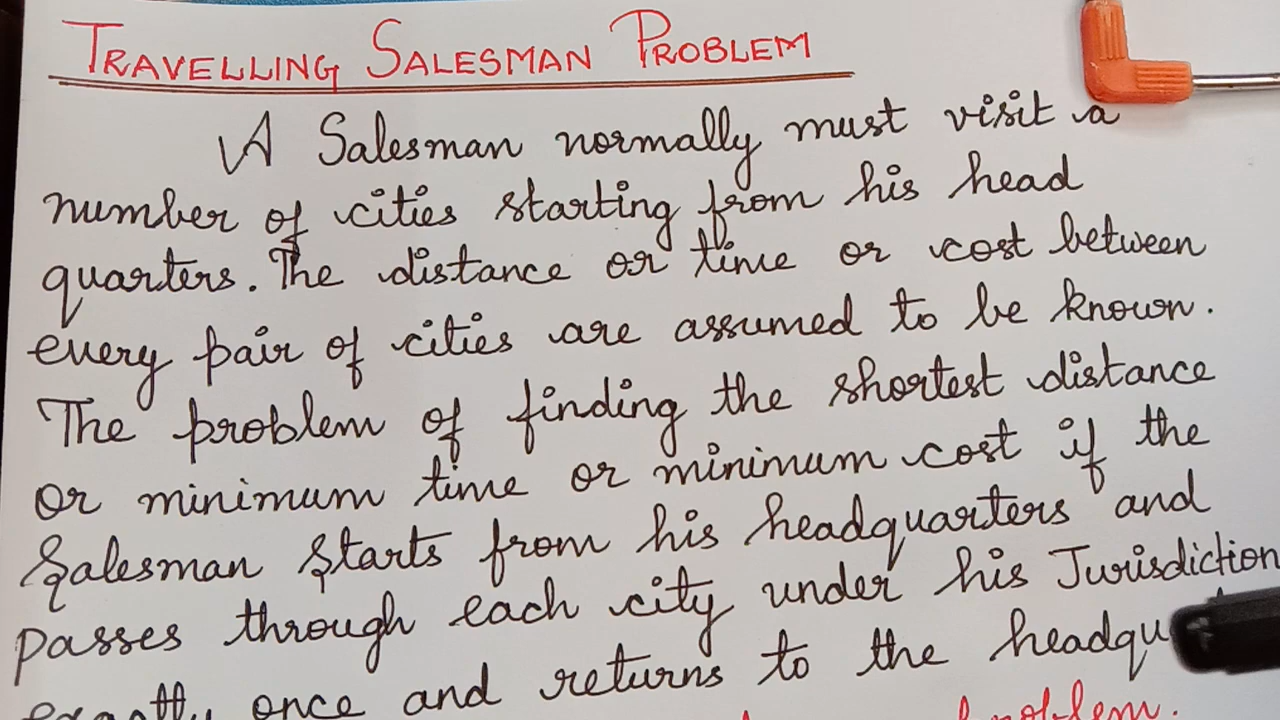 TRAVELLING SALESMAN PROBLEM
A Salesman normally must visit a
number of cities starting from his head
quarters. The distance or time or cost between
every pair of cities are assumed to be known.
The problem of finding the shortest distance
or minimum time or minimum cost if the
Salesman starts from his headquarters and
passes through each city under his Jurisdiction
exactly once and returns to the headqu
problem.